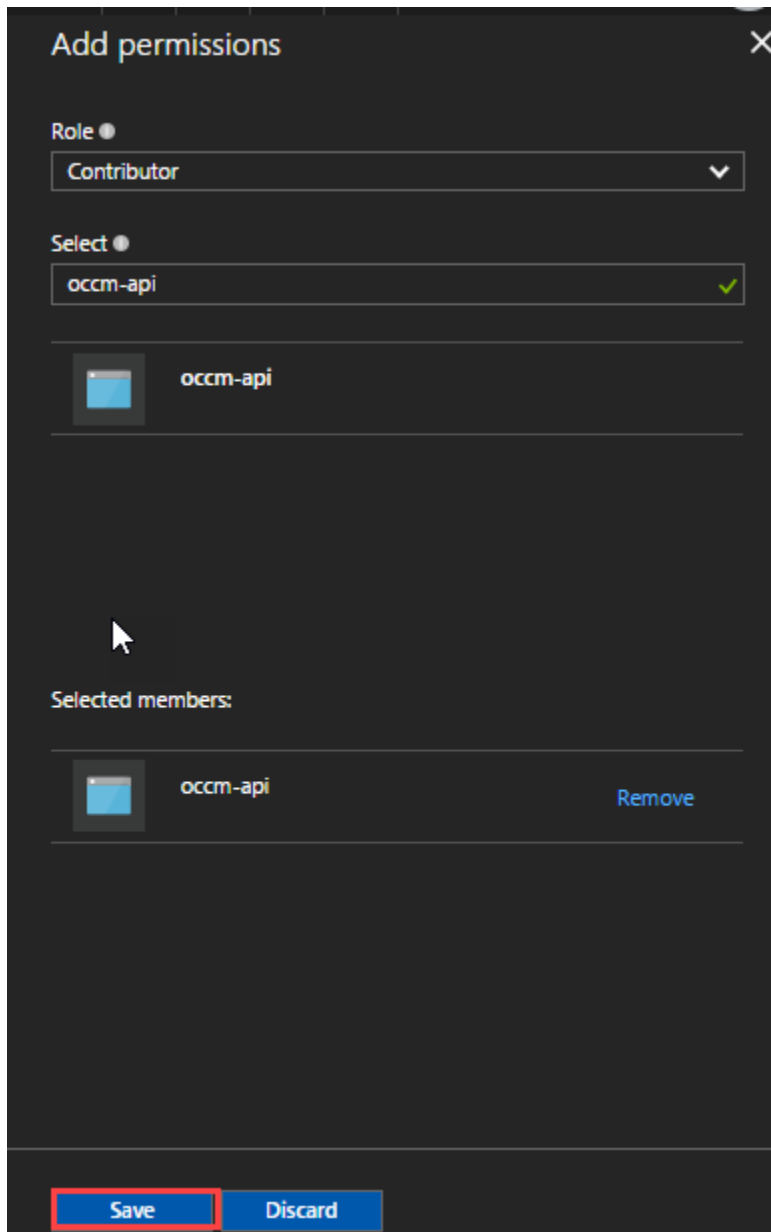 Add permissions
Role
Contributor
Select
occm-api
occm-api
Selected members:
occm-api
Remove
Save
Discard